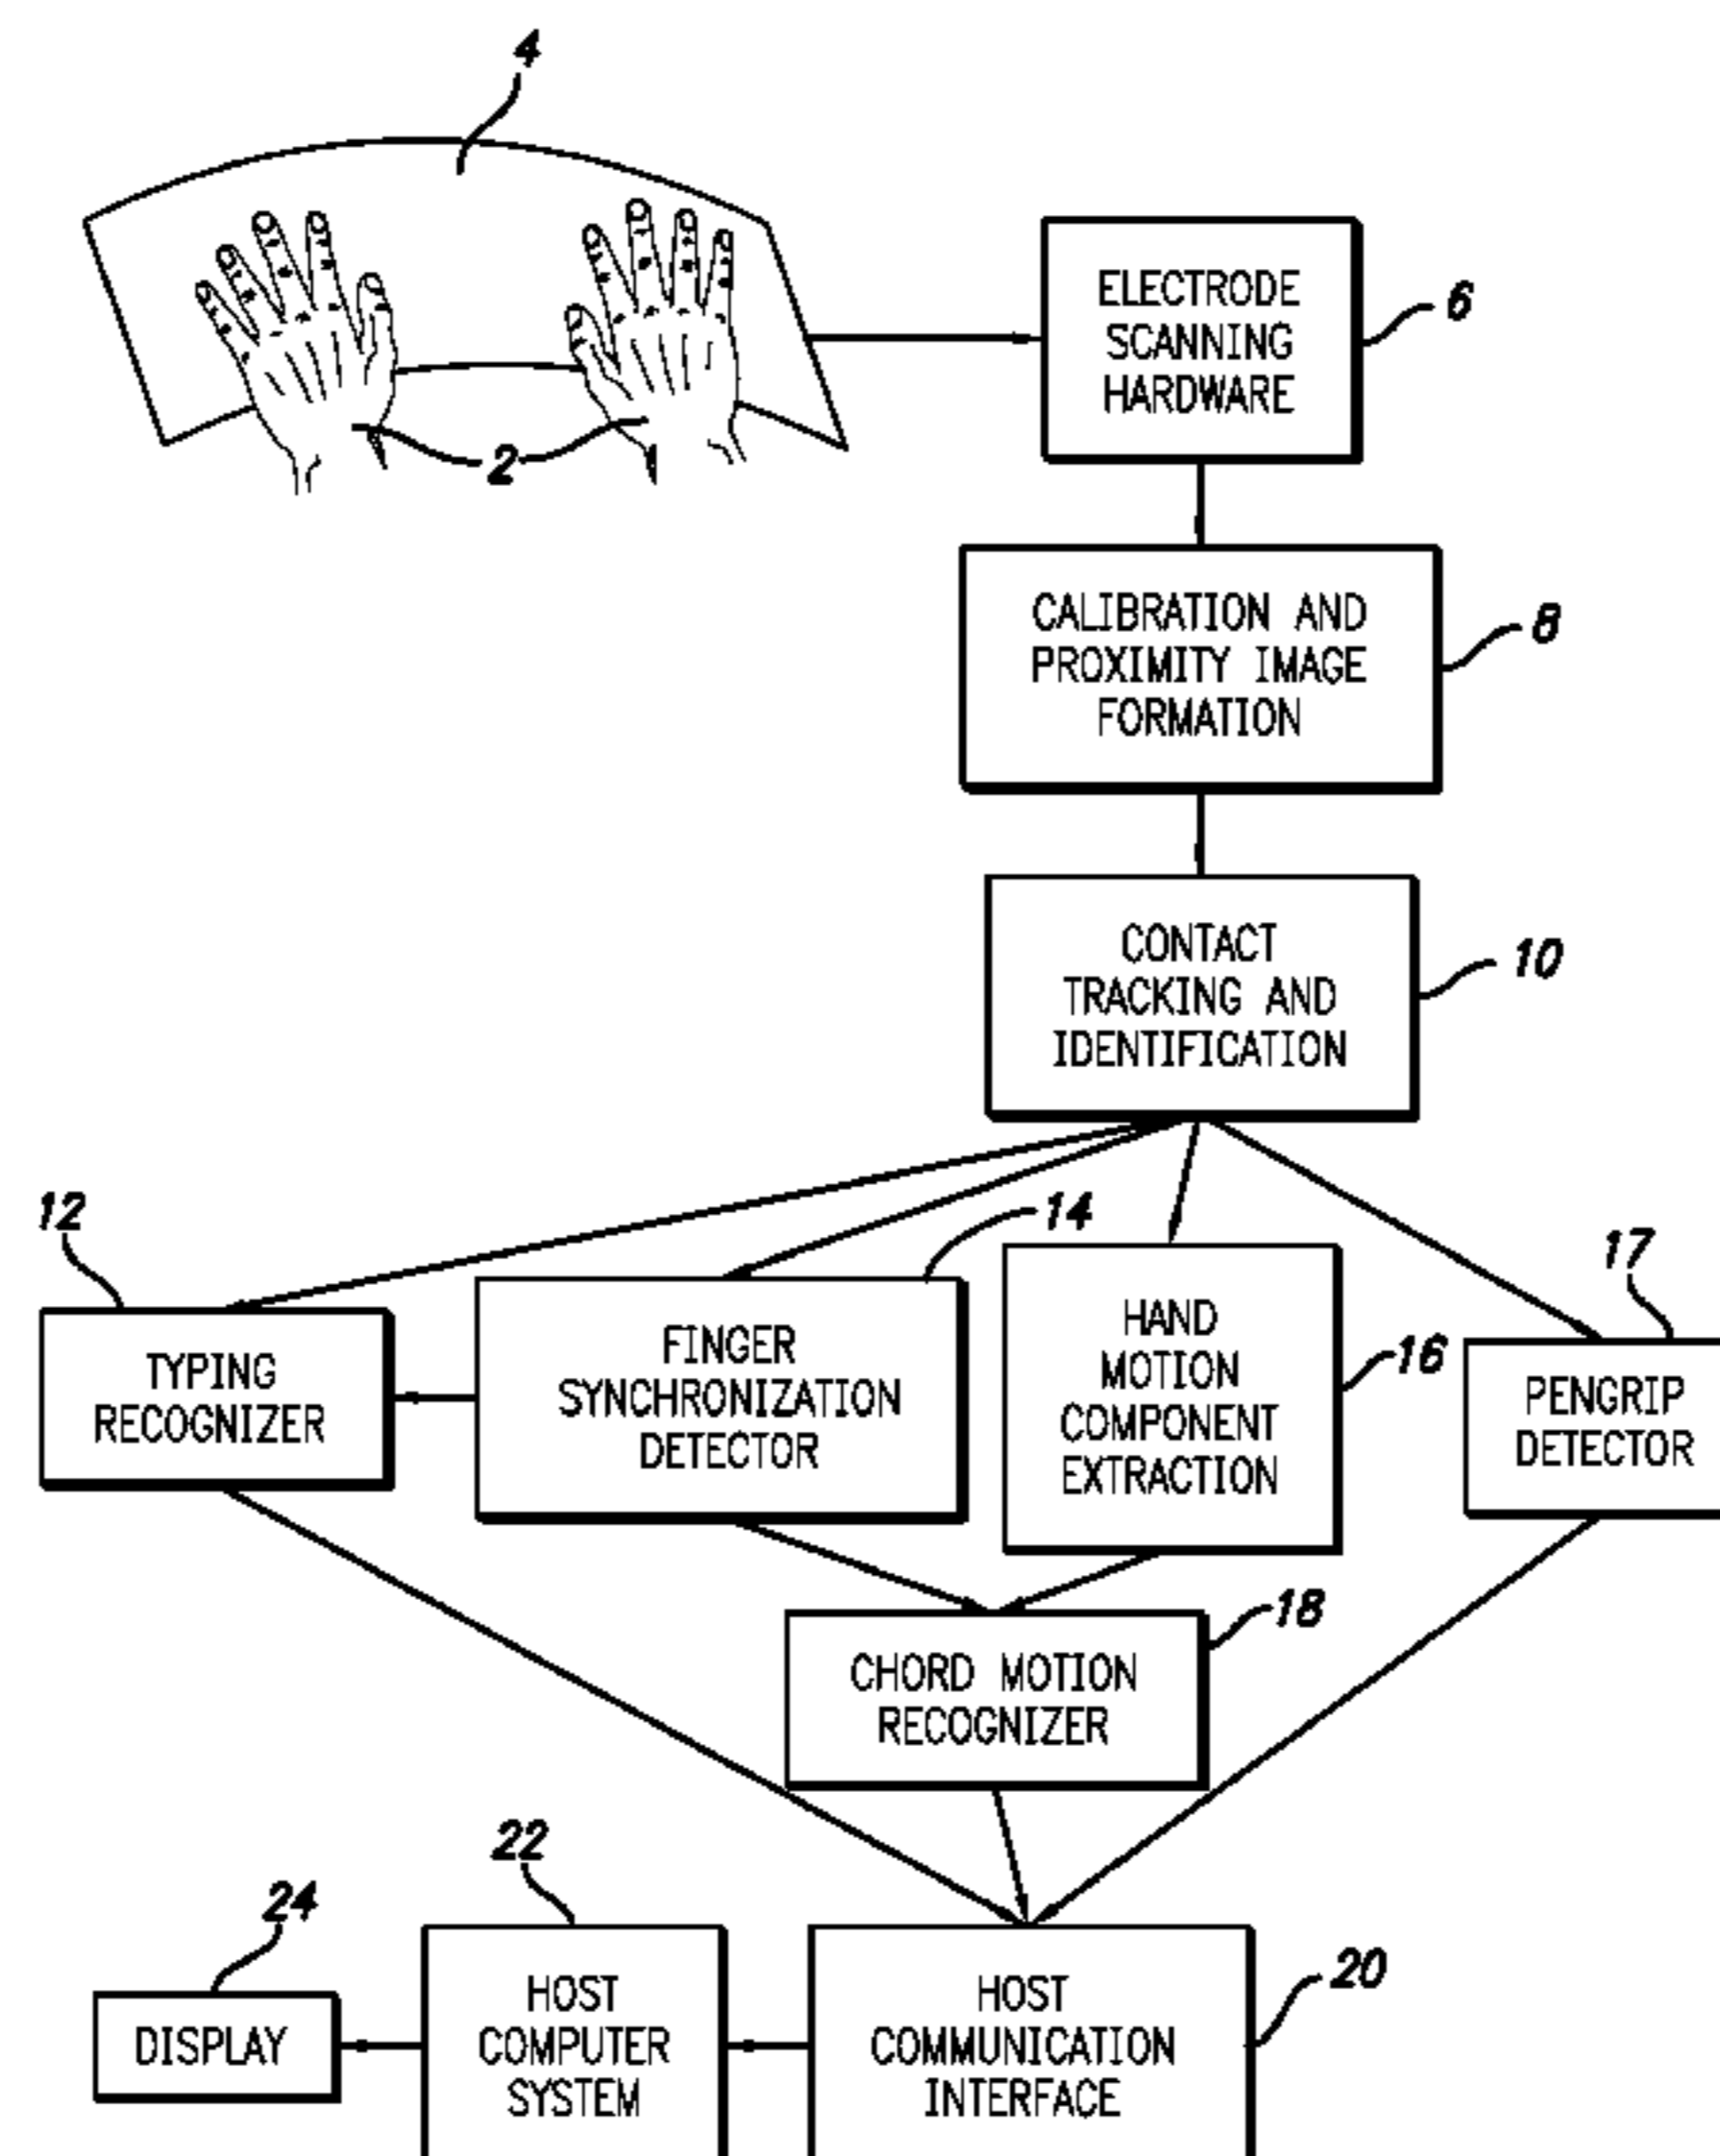 4
2
ELECTRODE
SCANNING
HARDWARE
6
CALIBRATION AND
PROXIMITY IMAGE
FORMATION
8
CONTACT
TRACKING AND
IDENTIFICATION
10
12
TYPING
RECOGNIZER
14
FINGER
SYNCHRONIZATION
DETECTOR
HAND
MOTION
COMPONENT
EXTRACTION
16
17
PENGRIP
DETECTOR
CHORD MOTION
RECOGNIZER
18
24
DISPLAY
22
HOST
COMPUTER
SYSTEM
HOST
COMMUNICATION
INTERFACE
20